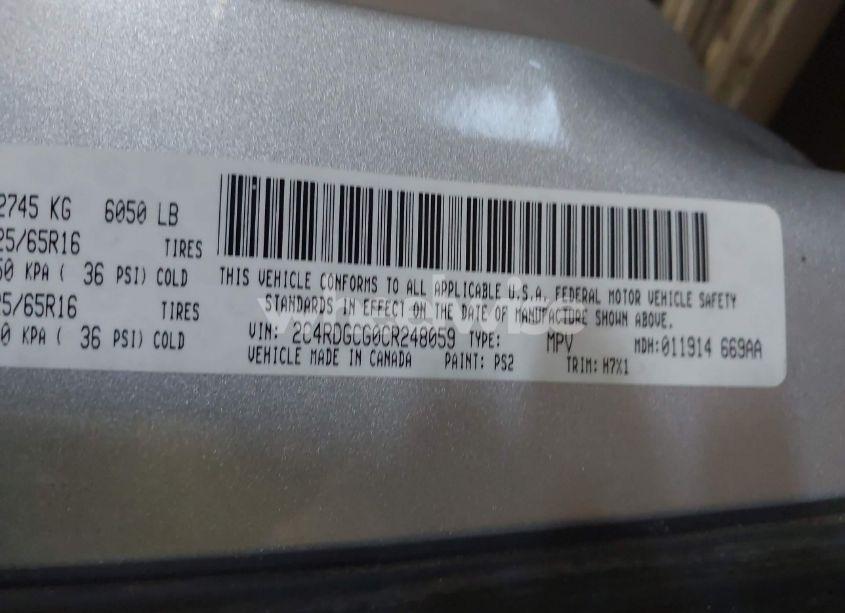 2745 KG 6050 LB
25/65R16 TIRES
50 KPA ( 36 PSI) COLD
25/65R16 TIRES
0 KPA ( 36 PSI) COLD
THIS VEHICLE CONFORMS TO ALL APPLICABLE U.S.A. FEDERAL MOTOR VEHICLE SAFETY
STANDARDS IN EFFECT ON THE DATE OF MANUFACTURE SHOWN ABOVE.
VIN: 2C4RDGCG0CR248059 TYPE: MPV MDH:011914 669AA
VEHICLE MADE IN CANADA PAINT: PS2 TRIM: H7X1